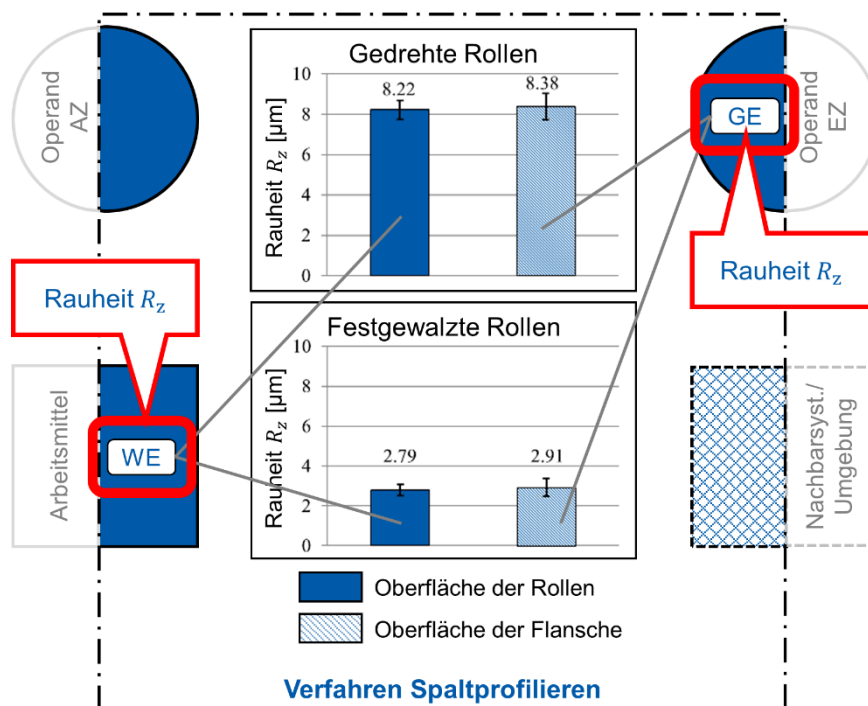 Operand
AZ
Gedrehte Rollen
Rauheit Rz [µm]
10
8
6
4
2
0
8.22
8.38
GE
Operand
EZ
Rauheit Rz
Rauheit Rz
Festgewalzte Rollen
Rauheit Rz [µm]
10
8
6
4
2
0
2.79
2.91
Arbeitsmittel
WE
Nachbarsyst./
Umgebung
Oberfläche der Rollen
Oberfläche der Flansche
Verfahren Spaltprofilieren